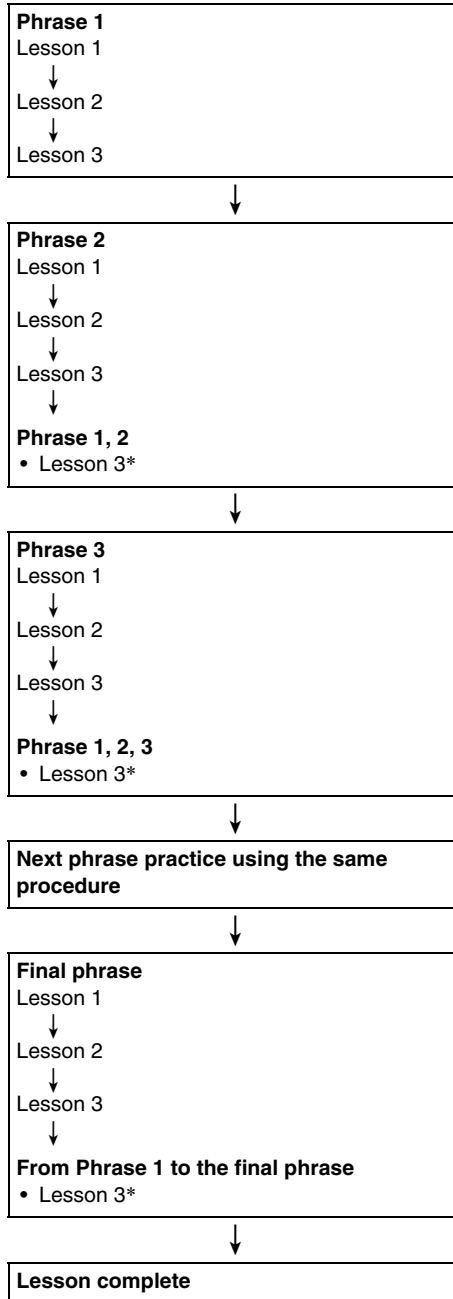 Phrase 1
Lesson 1
Lesson 2
Lesson 3
Phrase 2
Lesson 1
Lesson 2
Lesson 3
Phrase 1, 2
• Lesson 3*
Phrase 3
Lesson 1
Lesson 2
Lesson 3
Phrase 1, 2, 3
• Lesson 3*
Next phrase practice using the same
procedure
Final phrase
Lesson 1
Lesson 2
Lesson 3
From Phrase 1 to the final phrase
• Lesson 3*
Lesson complete